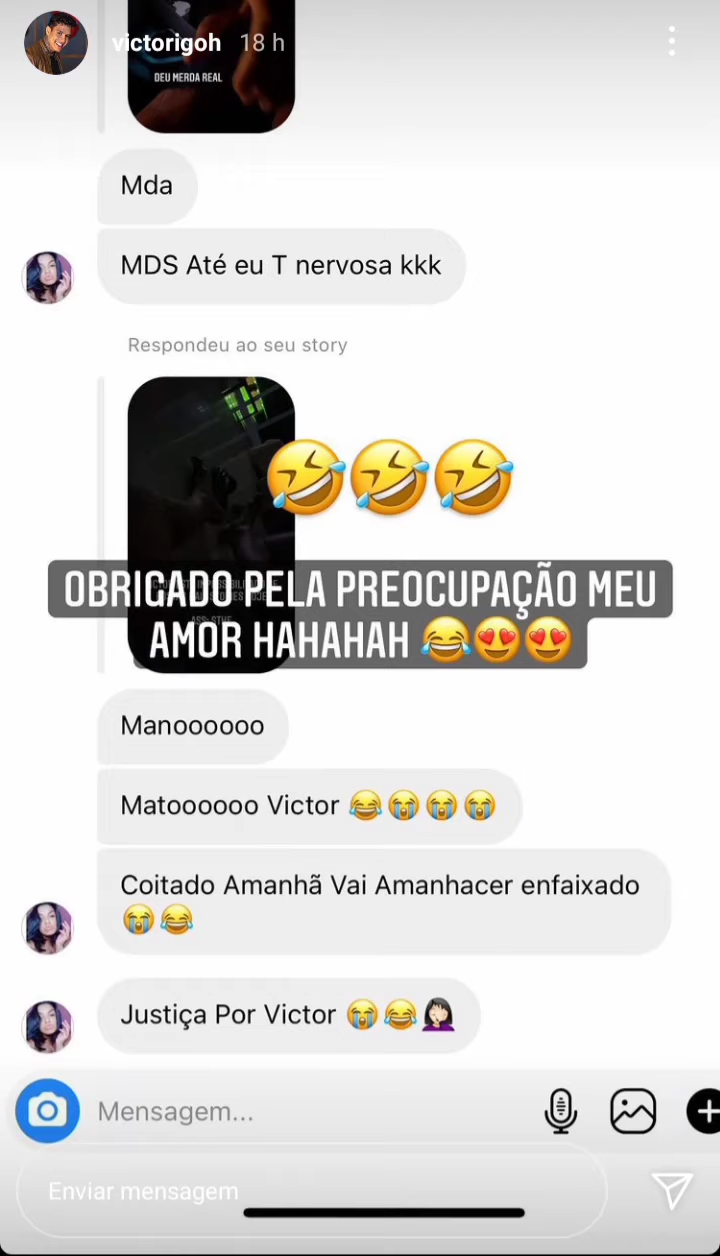 victorigoh 18 h
DEU MERDA REAL
Mda
MDS Até eu T nervosa kkk
Respondeu ao seu story
OBRIGADO PELA PREOCUPAÇÃO MEU
AMOR HAHAHAH 😂😍😍
Manoooooo
Matoooooo Victor 😂😭😭😭
Coitado Amanhã Vai Amanhacer enfaixado
😭😂
Justiça Por Victor 😭😂🤦🏻‍♀️
Mensagem...
Enviar mensagem